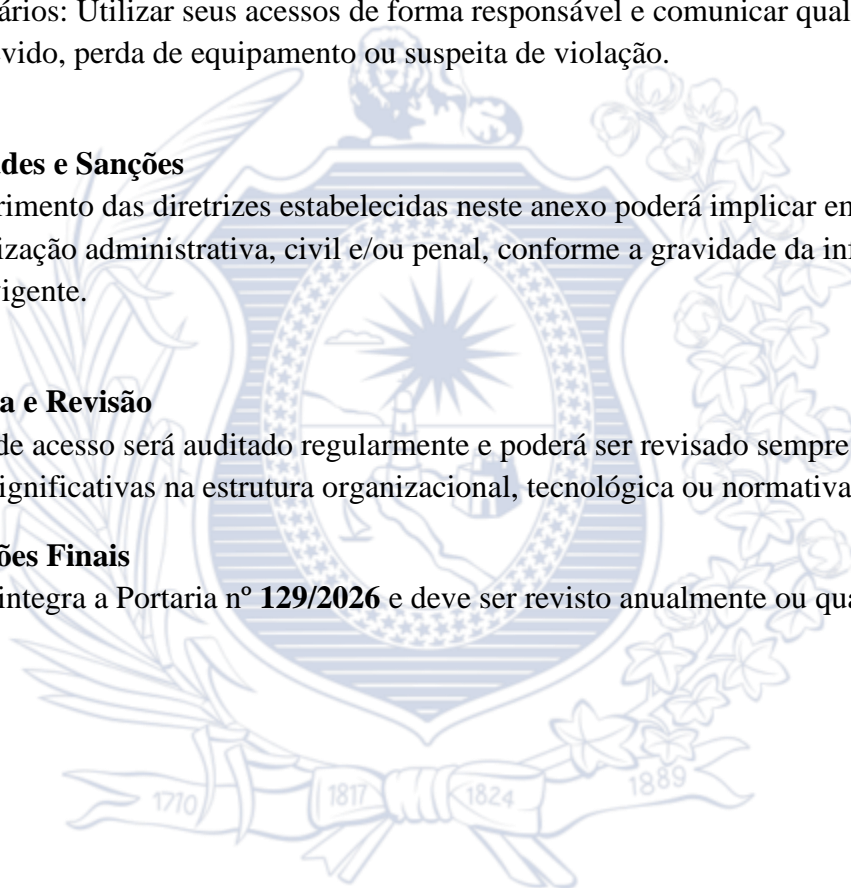 ários: Utilizar seus acessos de forma responsável e comunicar qual
evido, perda de equipamento ou suspeita de violação.
des e Sanções
rimento das diretrizes estabelecidas neste anexo poderá implicar em
ização administrativa, civil e/ou penal, conforme a gravidade da inf
vigente.
a e Revisão
de acesso será auditado regularmente e poderá ser revisado sempre
ignificativas na estrutura organizacional, tecnológica ou normativa
ões Finais
integra a Portaria nº 129/2026 e deve ser revisto anualmente ou qua
1710 1817 1824 1889